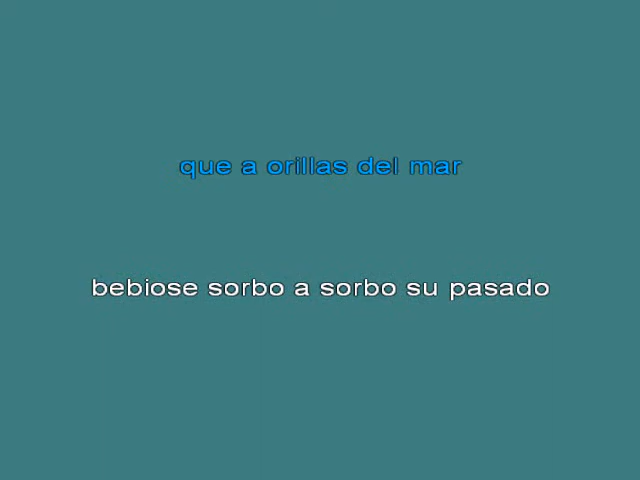 que a orillas del mar
bebiose sorbo a sorbo su pasado